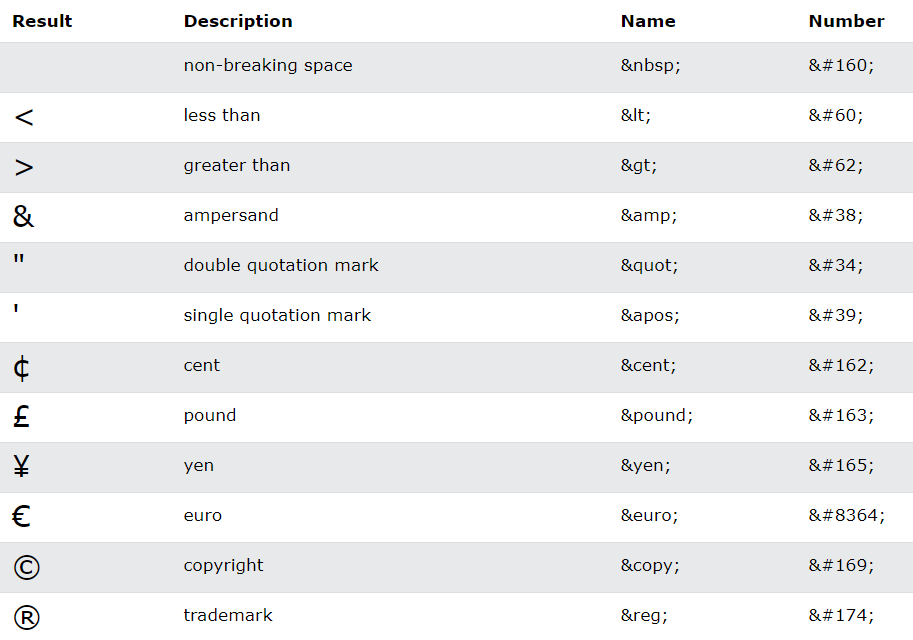 Result Description Name Number
non-breaking space &nbsp; &#160;
< less than &lt; &#60;
> greater than &gt; &#62;
& ampersand &amp; &#38;
" double quotation mark &quot; &#34;
' single quotation mark &apos; &#39;
¢ cent &cent; &#162;
£ pound &pound; &#163;
¥ yen &yen; &#165;
€ euro &euro; &#8364;
© copyright &copy; &#169;
® trademark &reg; &#174;